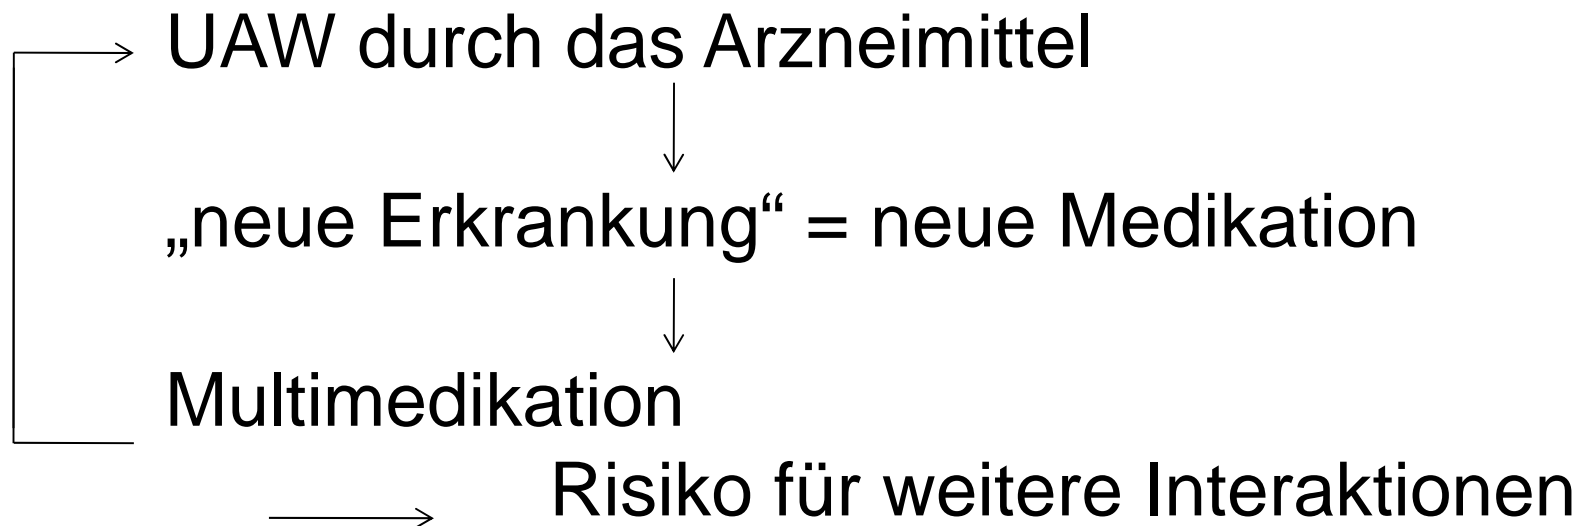 UAW durch das Arzneimittel
„neue Erkrankung“ = neue Medikation
Multimedikation
Risiko für weitere Interaktionen